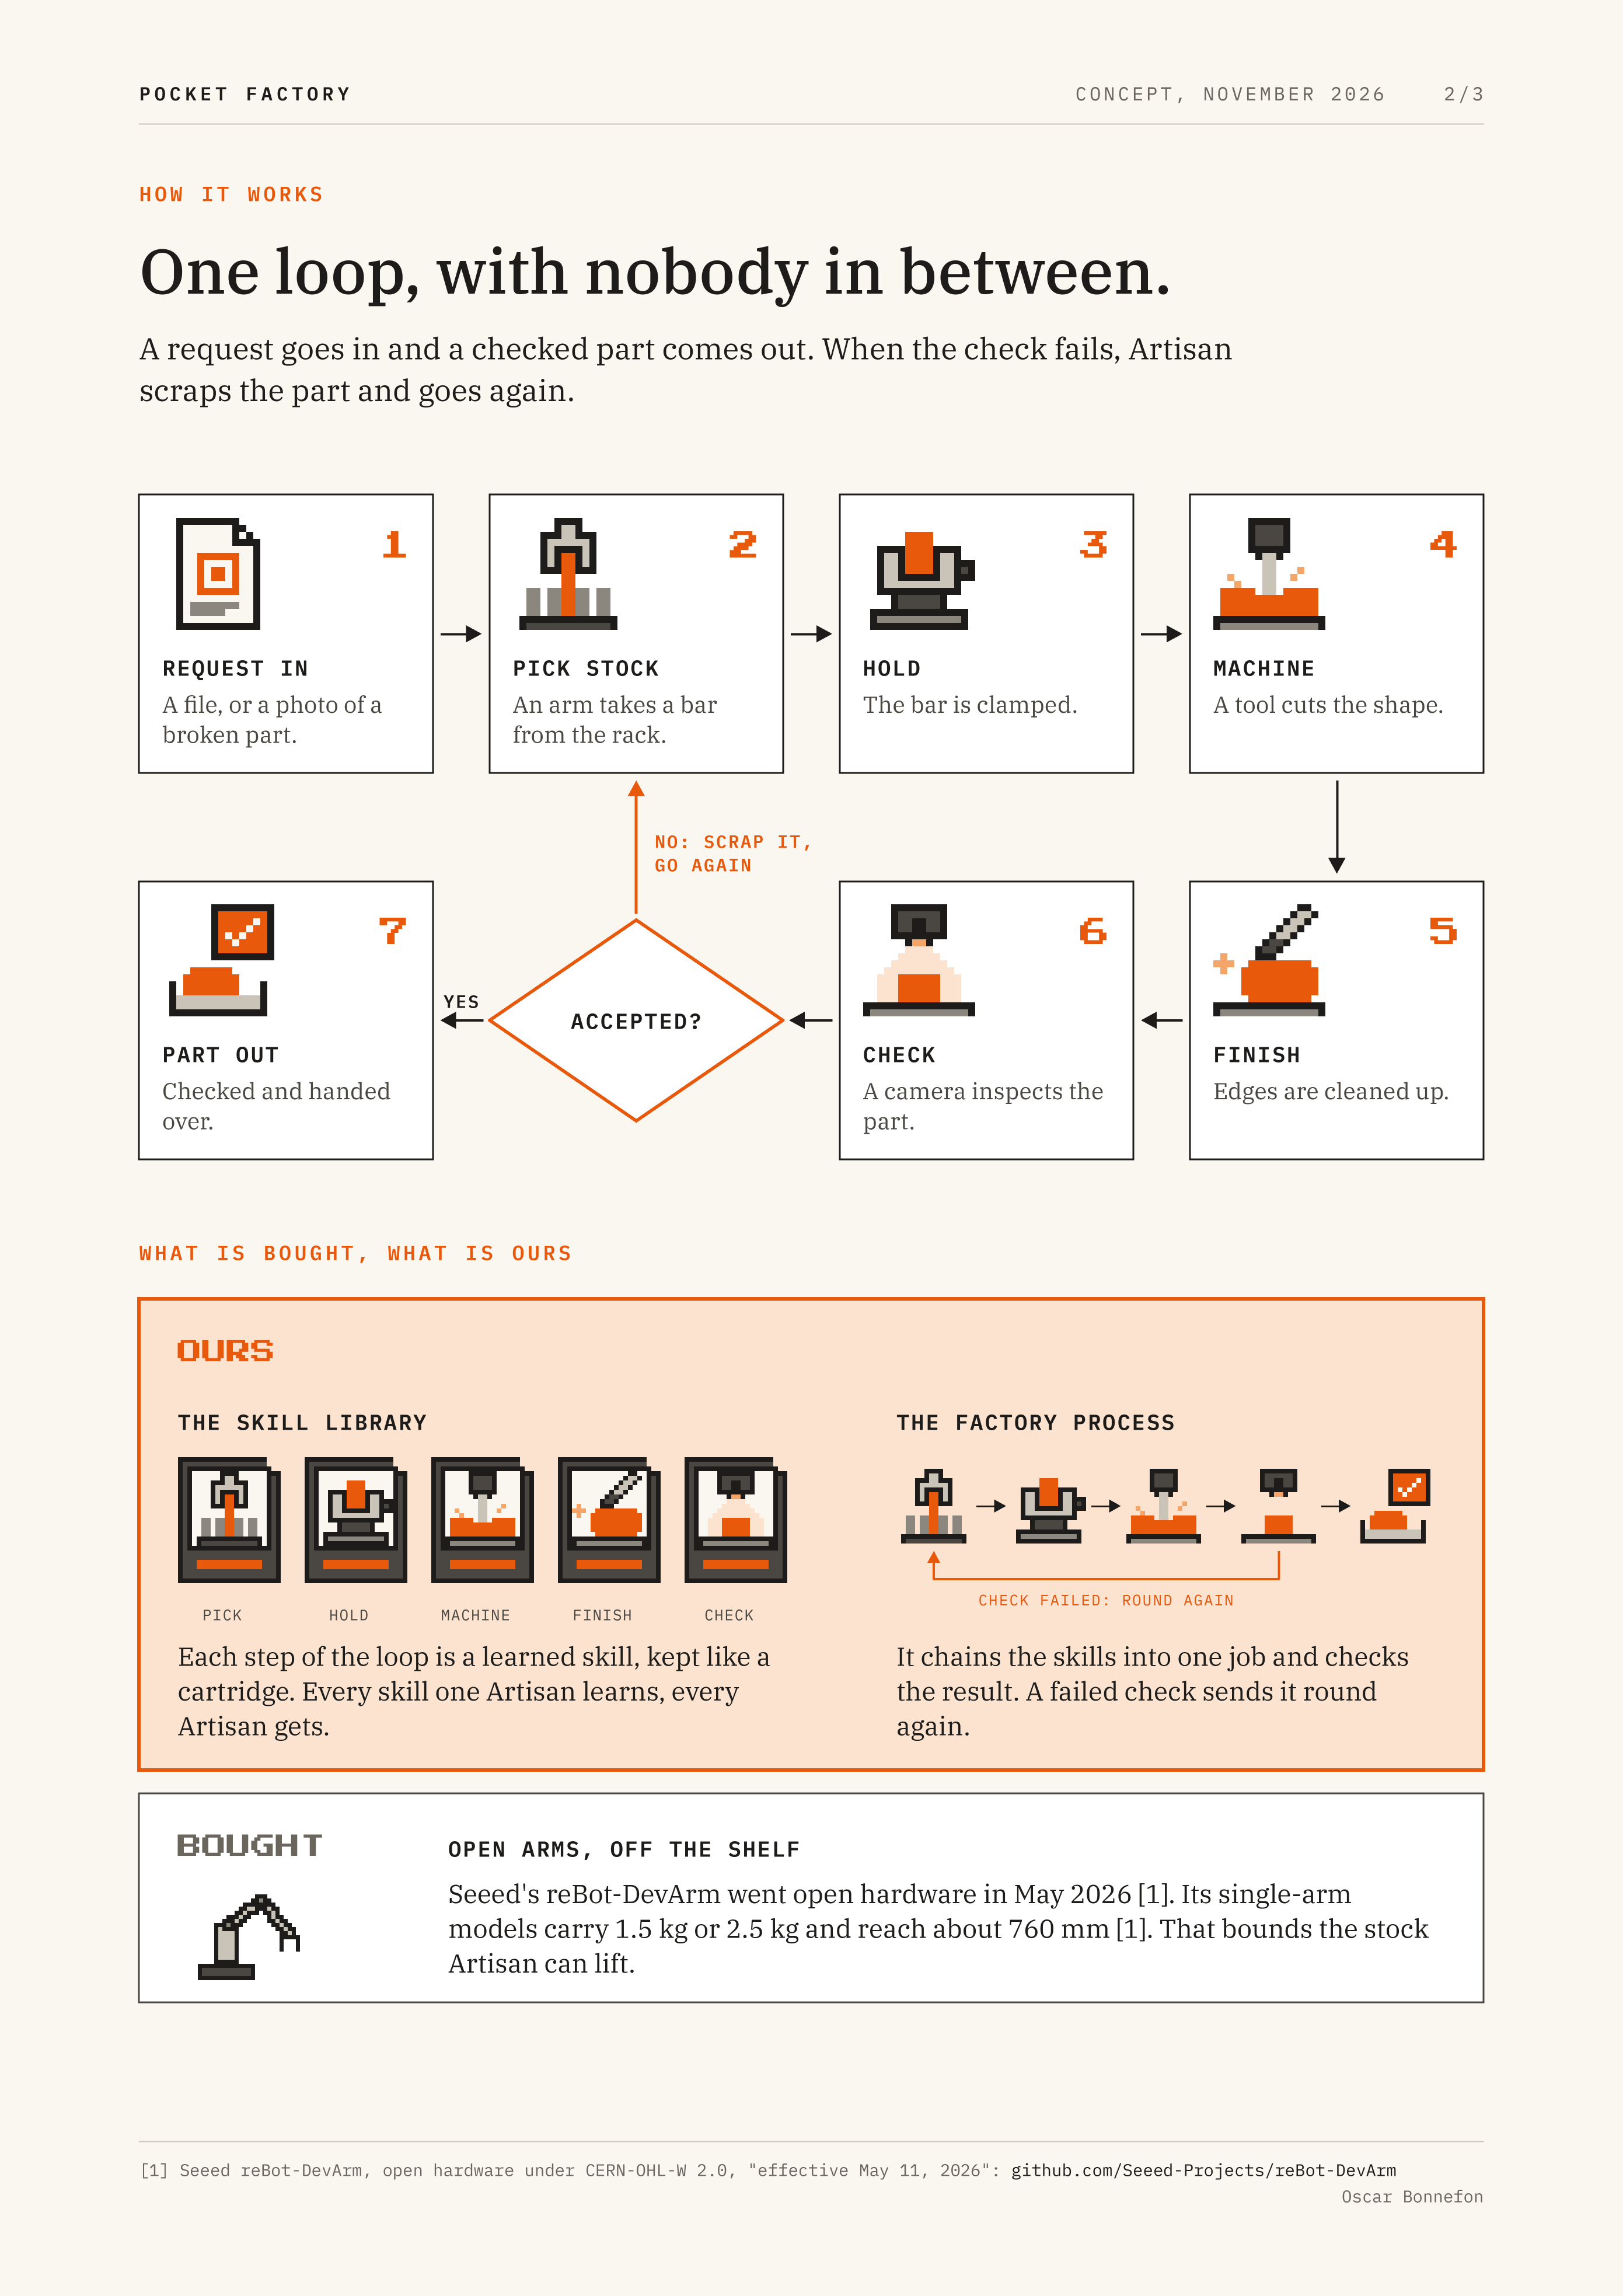 POCKET FACTORY
CONCEPT, NOVEMBER 2026 2/3
HOW IT WORKS
One loop, with nobody in between.
A request goes in and a checked part comes out. When the check fails, Artisan
scraps the part and goes again.
1
REQUEST IN
A file, or a photo of a
broken part.
2
PICK STOCK
An arm takes a bar
from the rack.
3
HOLD
The bar is clamped.
4
MACHINE
A tool cuts the shape.
NO: SCRAP IT,
GO AGAIN
7
PART OUT
Checked and handed
over.
YES
ACCEPTED?
6
CHECK
A camera inspects the
part.
5
FINISH
Edges are cleaned up.
WHAT IS BOUGHT, WHAT IS OURS
OURS
THE SKILL LIBRARY
PICK
HOLD
MACHINE
FINISH
CHECK
Each step of the loop is a learned skill, kept like a
cartridge. Every skill one Artisan learns, every
Artisan gets.
THE FACTORY PROCESS
CHECK FAILED: ROUND AGAIN
It chains the skills into one job and checks
the result. A failed check sends it round
again.
BOUGHT
OPEN ARMS, OFF THE SHELF
Seeed's reBot-DevArm went open hardware in May 2026 [1]. Its single-arm
models carry 1.5 kg or 2.5 kg and reach about 760 mm [1]. That bounds the stock
Artisan can lift.
[1] Seeed reBot-DevArm, open hardware under CERN-OHL-W 2.0, "effective May 11, 2026": github.com/Seeed-Projects/reBot-DevArm
Oscar Bonnefon